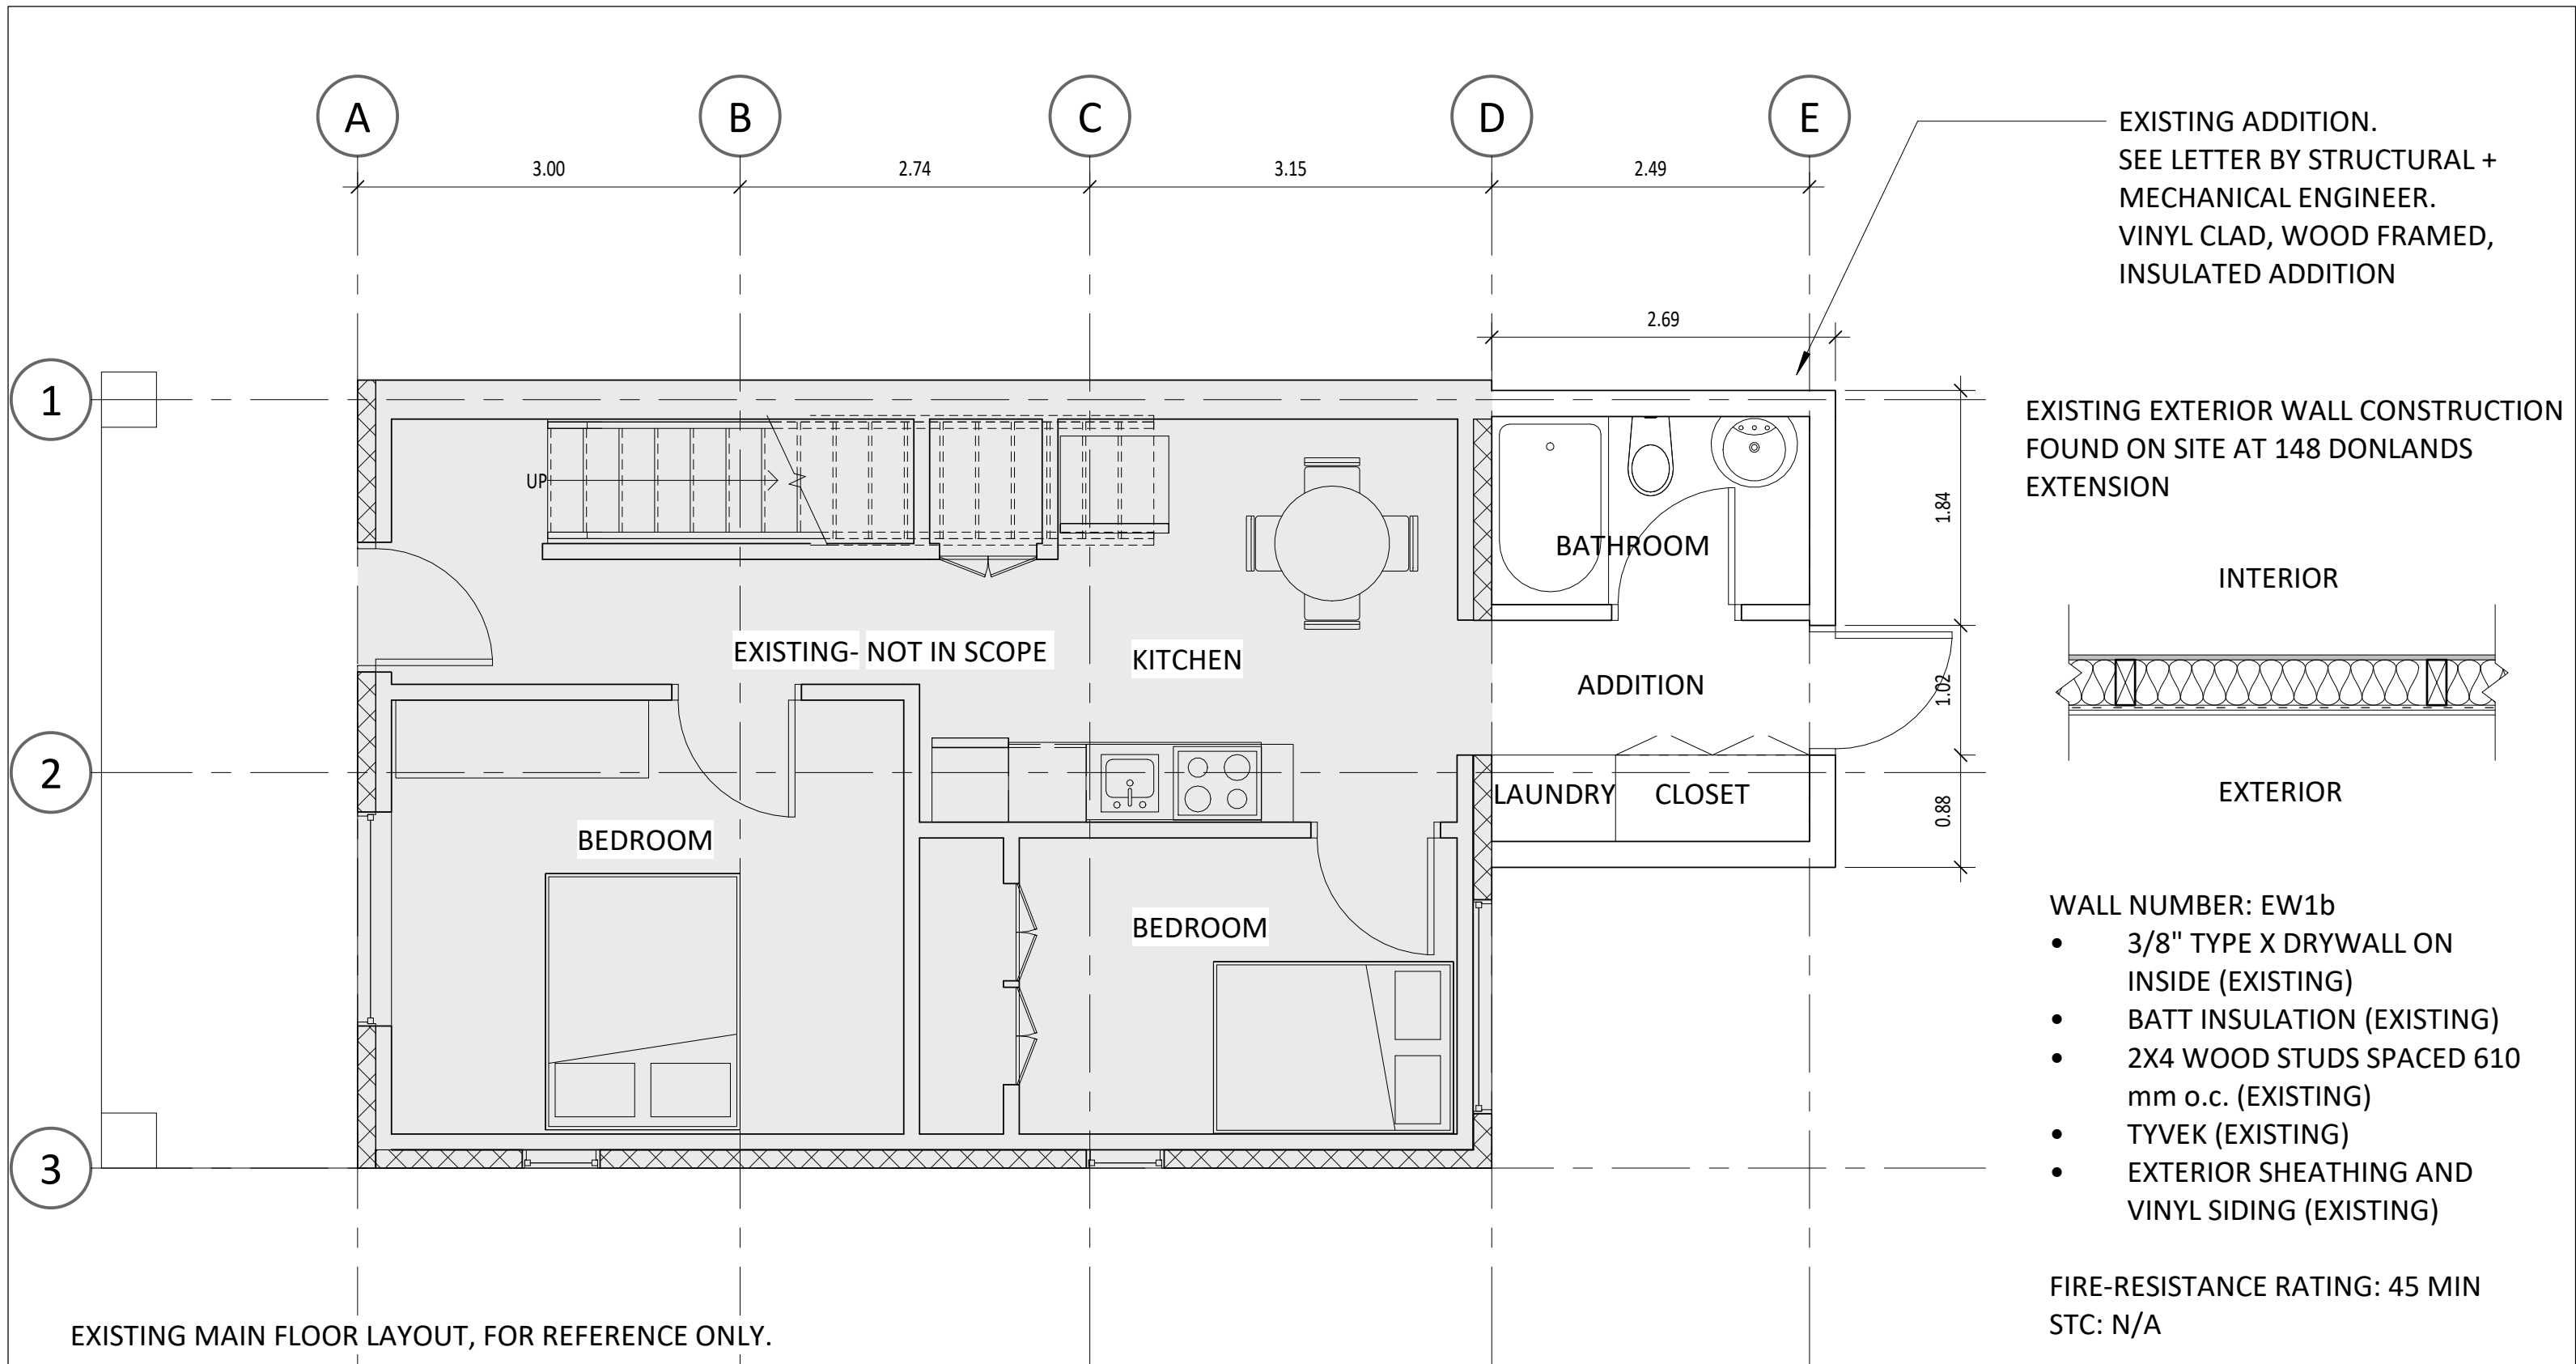 A
B
C
D
E
3.00
2.74
3.15
2.49
EXISTING ADDITION.
SEE LETTER BY STRUCTURAL +
MECHANICAL ENGINEER.
VINYL CLAD, WOOD FRAMED,
INSULATED ADDITION
2.69
1
EXISTING EXTERIOR WALL CONSTRUCTION
FOUND ON SITE AT 148 DONLANDS
EXTENSION
UP
1.84
BATHROOM
INTERIOR
EXISTING- NOT IN SCOPE
KITCHEN
ADDITION
1.02
2
LAUNDRY
CLOSET
0.88
EXTERIOR
BEDROOM
BEDROOM
WALL NUMBER: EW1b
• 3/8" TYPE X DRYWALL ON
INSIDE (EXISTING)
• BATT INSULATION (EXISTING)
• 2X4 WOOD STUDS SPACED 610
mm o.c. (EXISTING)
• TYVEK (EXISTING)
• EXTERIOR SHEATHING AND
VINYL SIDING (EXISTING)
3
FIRE-RESISTANCE RATING: 45 MIN
STC: N/A
EXISTING MAIN FLOOR LAYOUT, FOR REFERENCE ONLY.